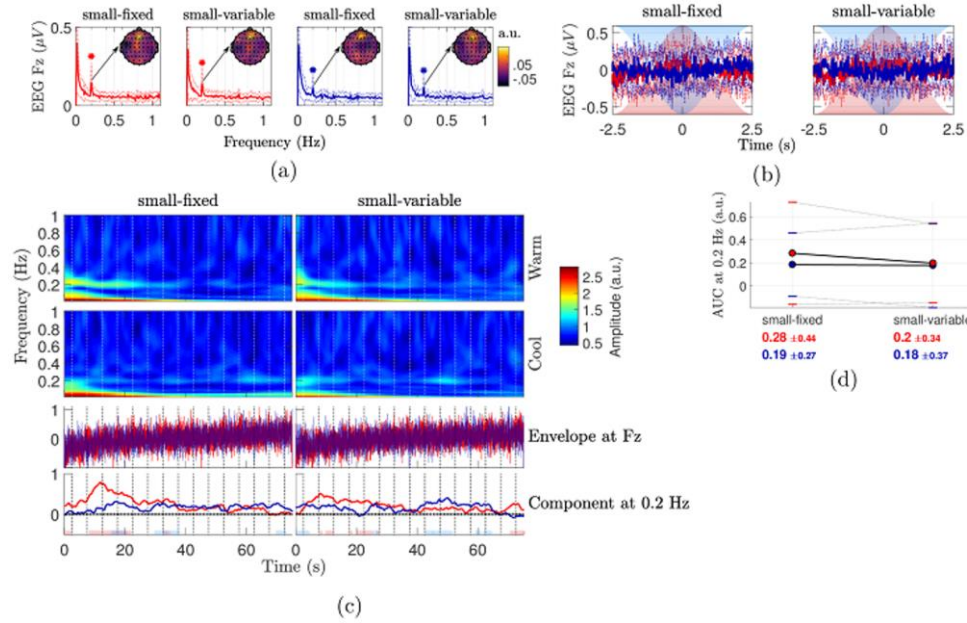 small-fixed small-variable small-fixed small-variable
EEG Fz (µV)
0.5
0
a.u.
.05
-.05
0 0.5 1 0 0.5 1 0 0.5 1 0 0.5 1
Frequency (Hz)
(a)
small-fixed small-variable
EEG Fz (µV)
0.5
0
-0.5
-2.5 0 2.5 -2.5 0 2.5
Time (s)
(b)
small-fixed small-variable
Frequency (Hz)
1
0.8
0.6
0.4
0.2
Warm
1
0.8
0.6
0.4
0.2
Cool
2.5
2
1.5
1
0.5
Amplitude (a.u.)
0
Envelope at Fz
1
0
Component at 0.2 Hz
0 20 40 60 0 20 40 60
Time (s)
(c)
AUC at 0.2 Hz (a.u.)
0.6
0.4
0.2
0
small-fixed small-variable
0.28 ±0.44 0.2 ±0.34
0.19 ±0.27 0.18 ±0.37
(d)